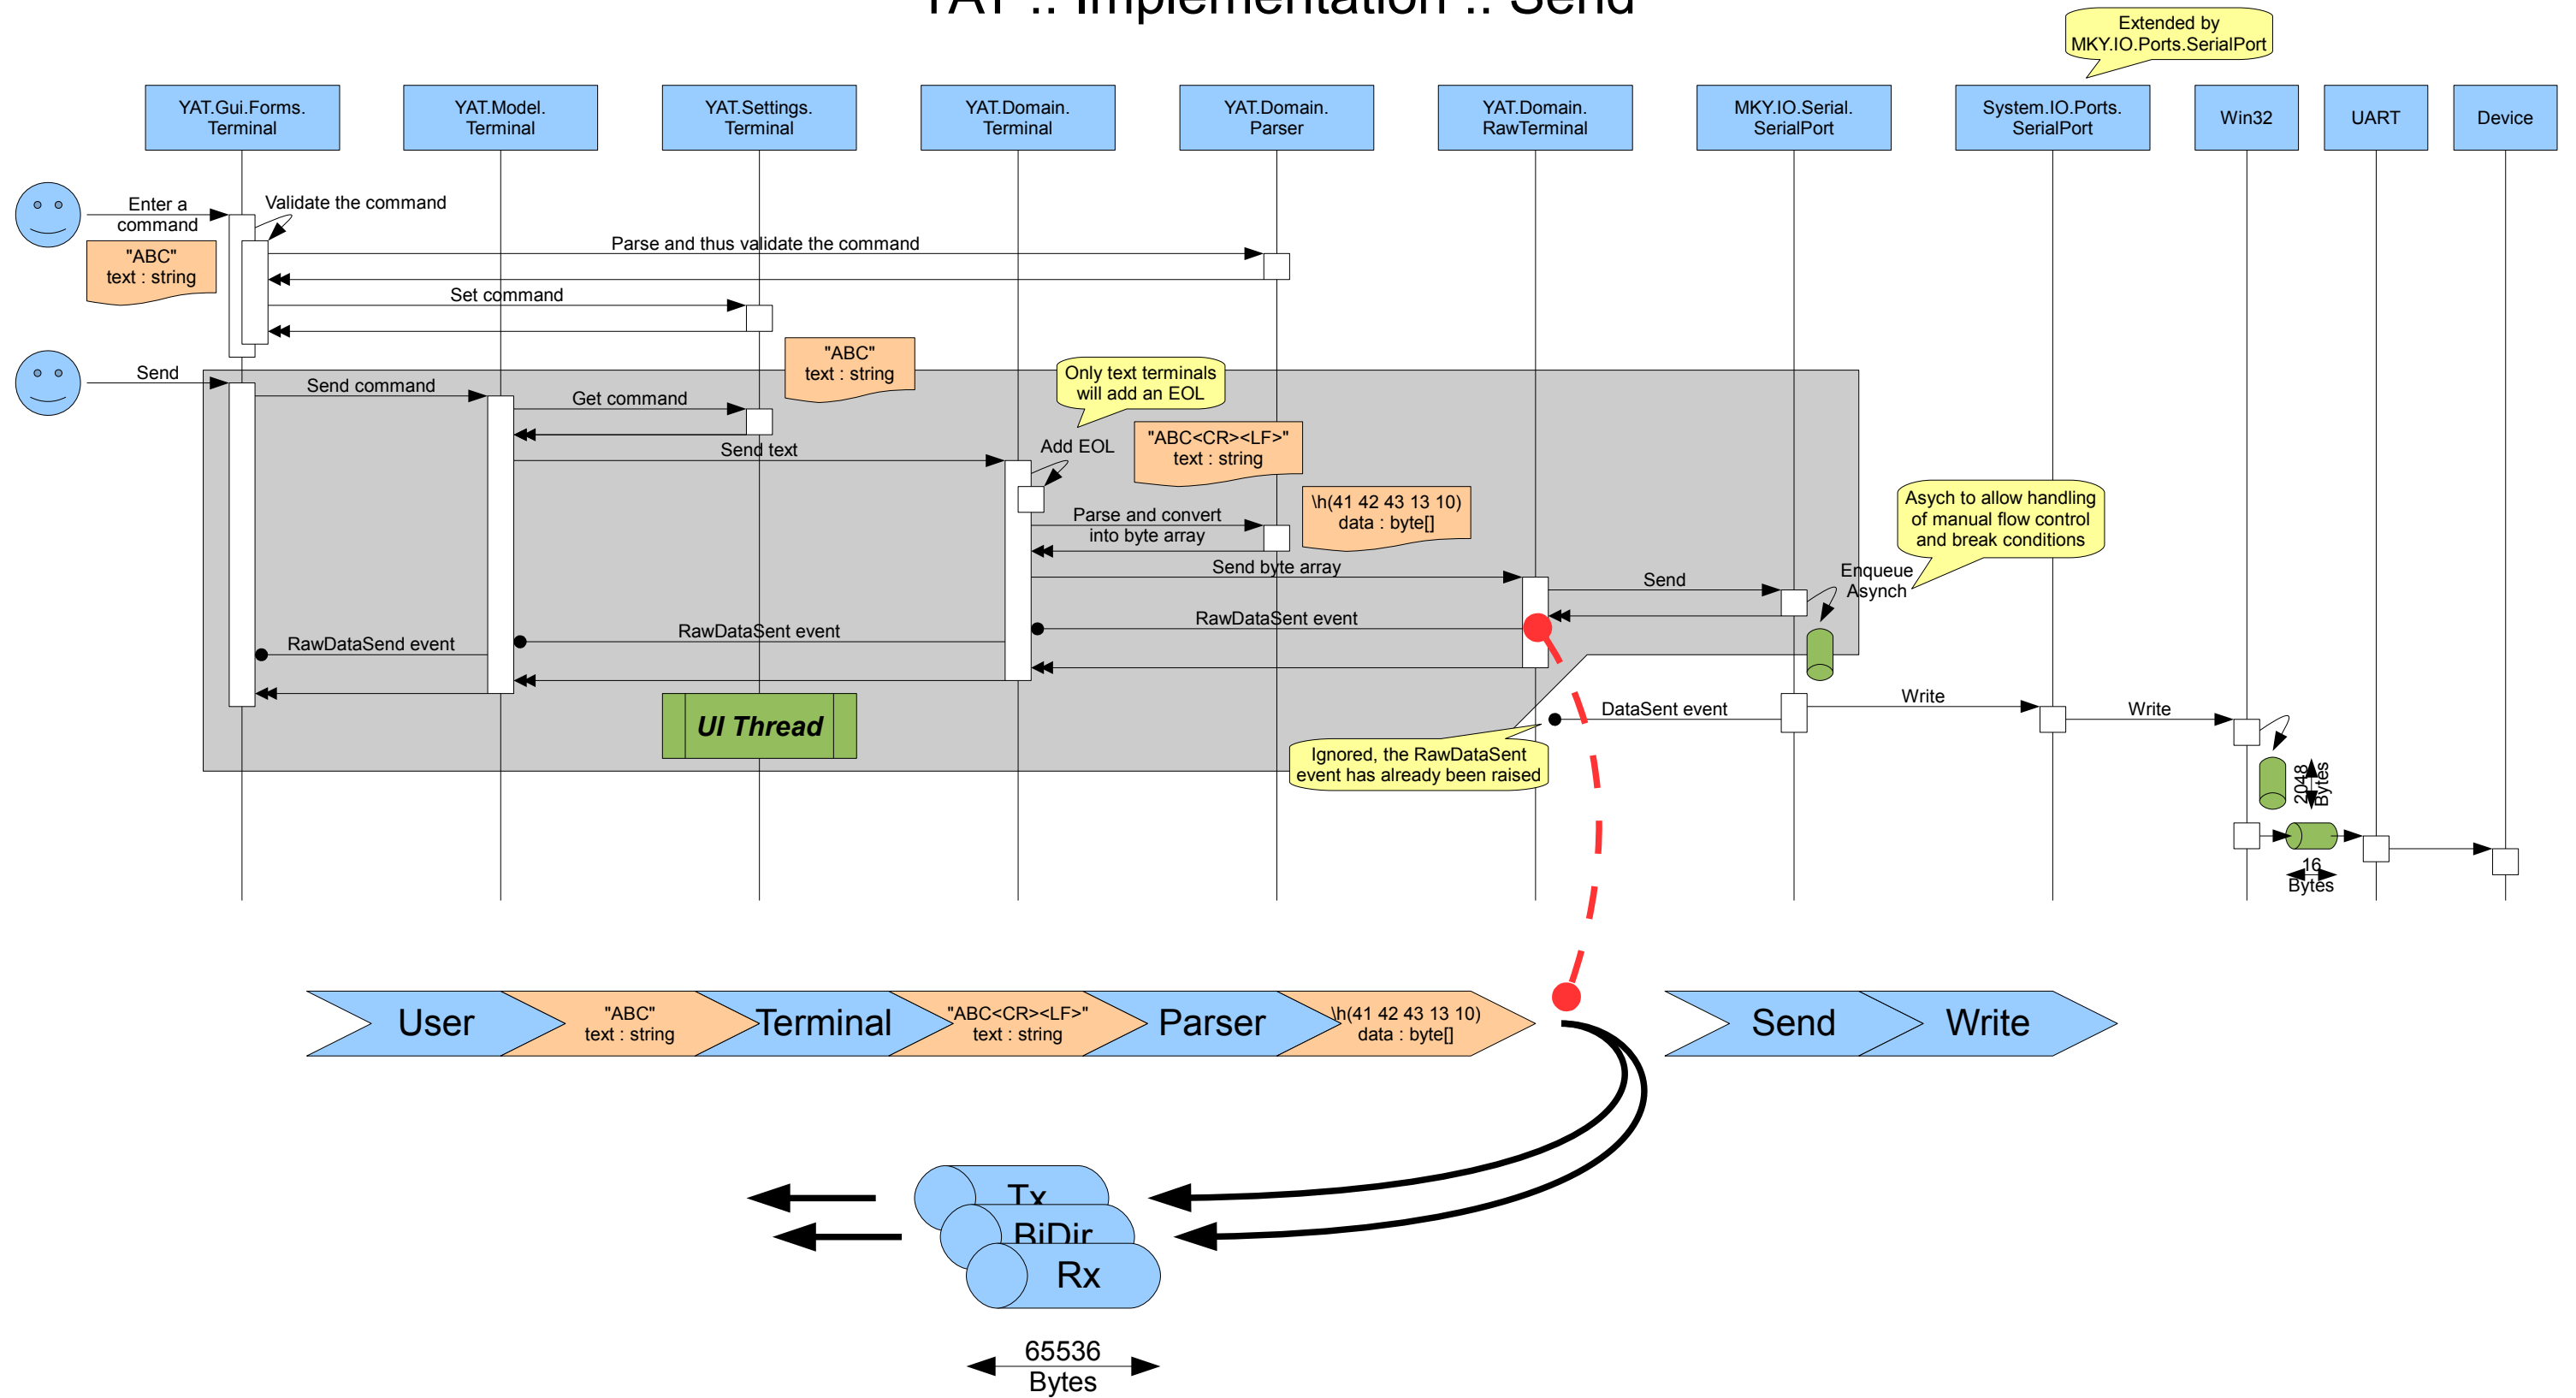 YAT :: Implementation :: Send
Extended by
MKY.IO.Ports.SerialPort
YAT.Gui.Forms.
Terminal
YAT.Model.
Terminal
YAT.Settings.
Terminal
YAT.Domain.
Terminal
YAT.Domain.
Parser
YAT.Domain.
RawTerminal
MKY.IO.Serial.
SerialPort
System.IO.Ports.
SerialPort
Win32
UART
Device
Enter a
command
Validate the command
"ABC"
text : string
Parse and thus validate the command
Set command
"ABC"
text : string
Send
Send command
Get command
Only text terminals
will add an EOL
Send text
Add EOL
"ABC<CR><LF>"
text : string
Parse and convert
into byte array
\h(41 42 43 13 10)
data : byte[]
Asych to allow handling
of manual flow control
and break conditions
Send byte array
Send
Enqueue
Asynch
RawDataSent event
RawDataSent event
RawDataSend event
UI Thread
DataSent event
Write
Write
Ignored, the RawDataSent
event has already been raised
2048
Bytes
16
Bytes
User
"ABC"
text : string
Terminal
"ABC<CR><LF>"
text : string
Parser
\h(41 42 43 13 10)
data : byte[]
Send
Write
Tx
BiDir
Rx
65536
Bytes